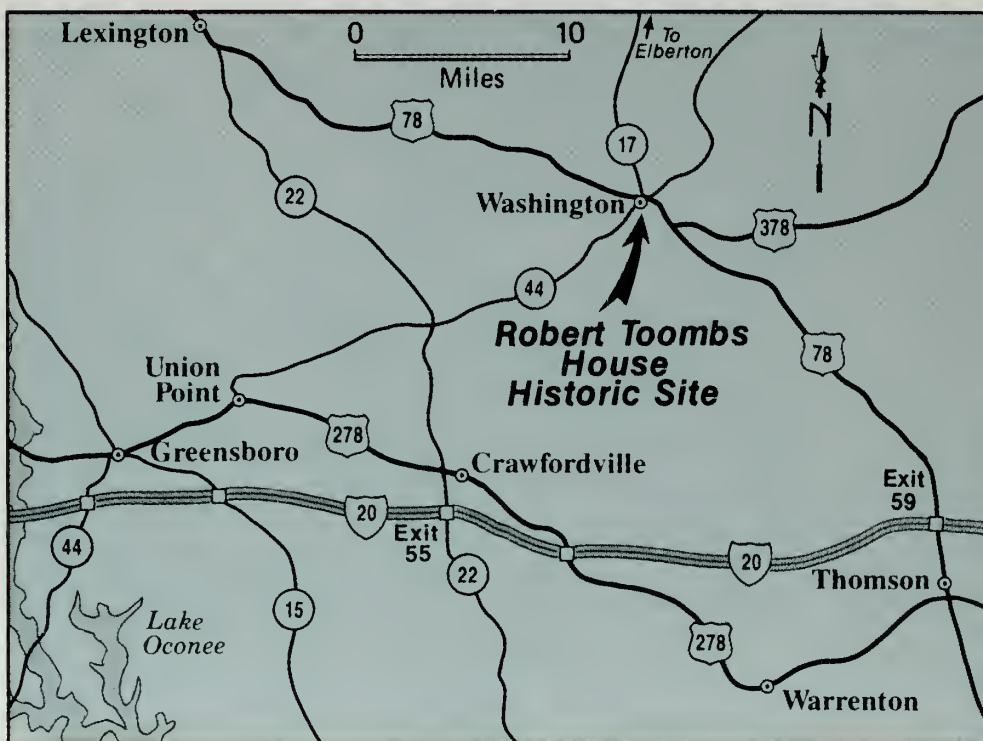 Lexington
0 10
Miles
To
Elberton
N
78
17
22
Washington
378
44
Robert Toombs
House
Historic Site
78
Union
Point
278
Greensboro
Crawfordville
Exit
59
20
Exit
55
44
22
20
Thomson
15
Lake
Oconee
278
Warrenton